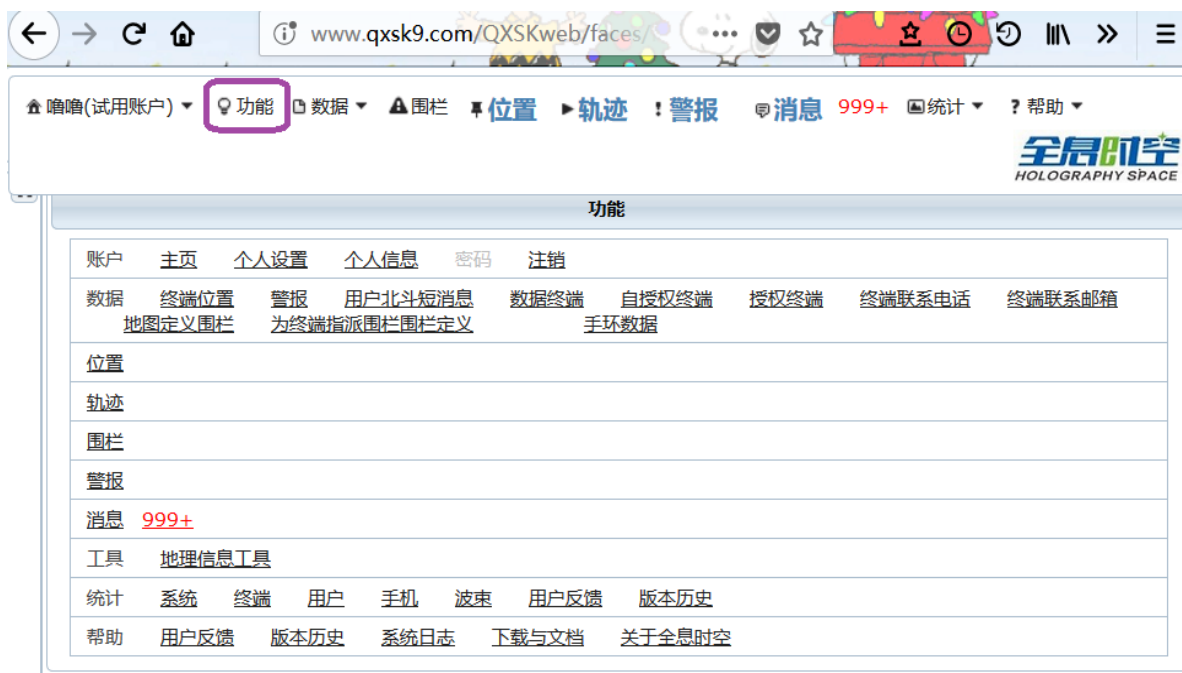 www.qxsk9.com/QXSKweb/faces/
噜噜(试用账户) 功能 数据 围栏 位置 轨迹 警报 消息 999+ 统计 ? 帮助
全息时空
HOLOGRAPHY SPACE
功能
账户 主页 个人设置 个人信息 密码 注销
数据 终端位置 警报 用户北斗短消息 数据终端 自授权终端 授权终端 终端联系电话 终端联系邮箱
地图定义围栏 为终端指派围栏围栏定义 手环数据
位置
轨迹
围栏
警报
消息 999+
工具 地理信息工具
统计 系统 终端 用户 手机 波束 用户反馈 版本历史
帮助 用户反馈 版本历史 系统日志 下载与文档 关于全息时空